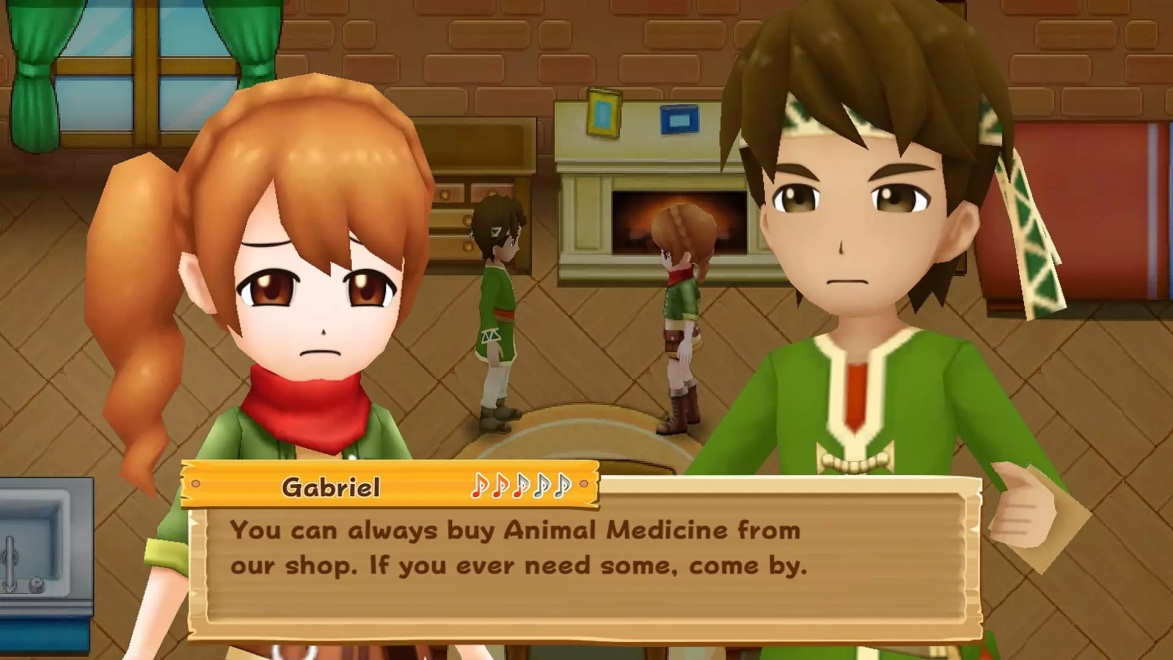 Gabriel
You can always buy Animal Medicine from
our shop. If you ever need some, come by.